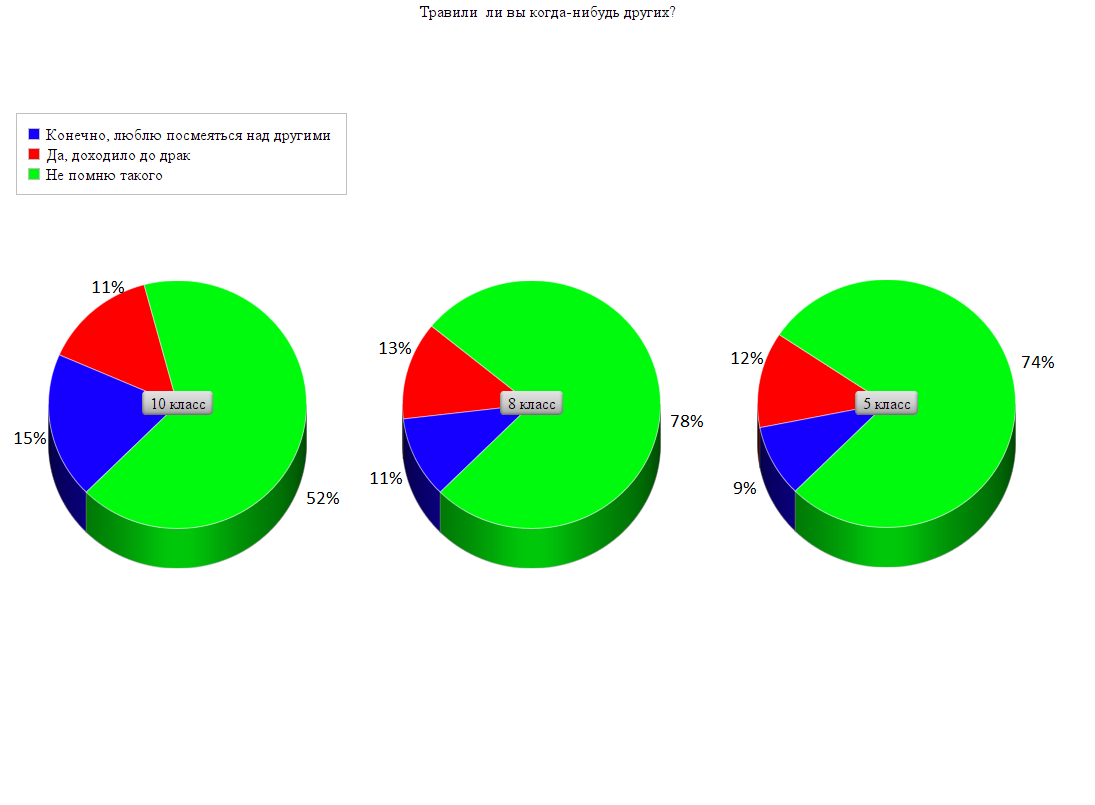 Травили  ли вы когда-нибудь других?
Конечно, люблю посмеяться над другими
Да, доходило до драк
Не помню такого
11%
15%
10 класс
52%
13%
11%
8 класс
78%
12%
9%
5 класс
74%